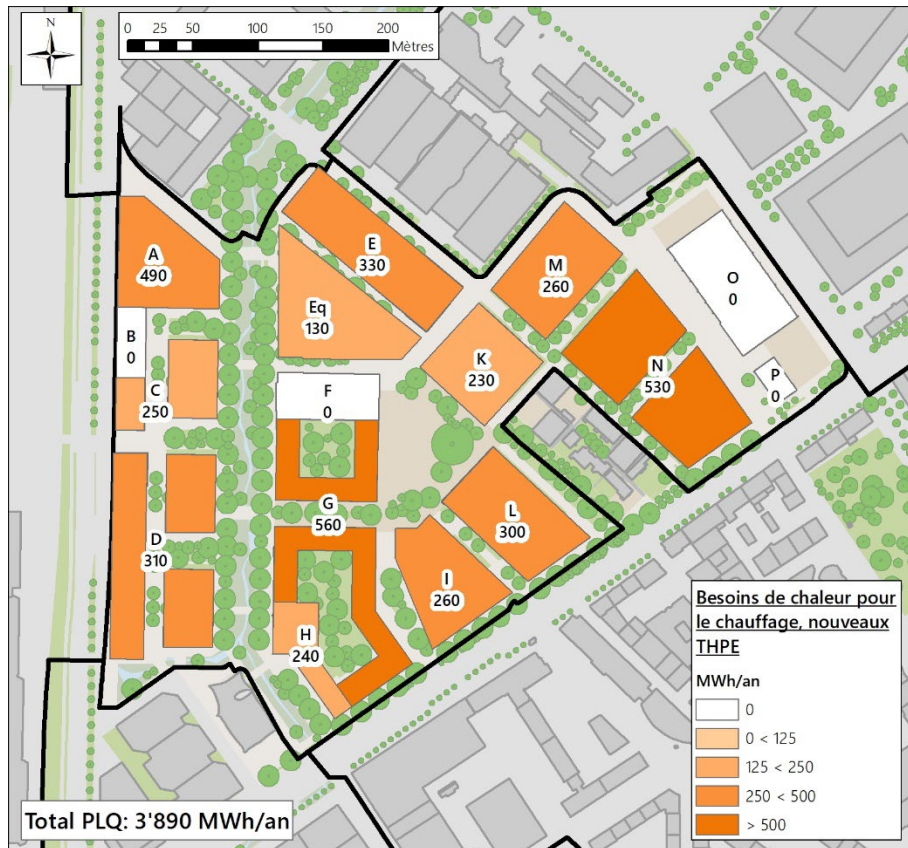 N
0 25 50 100 150 200
Mètres
A
490
B
0
C
250
D
310
E
330
Eq
130
F
0
G
560
H
240
I
260
K
230
L
300
M
260
N
530
O
0
P
0
Besoins de chaleur pour
le chauffage, nouveaux
THPE
MWh/an
0
0 < 125
125 < 250
250 < 500
> 500
Total PLQ: 3'890 MWh/an